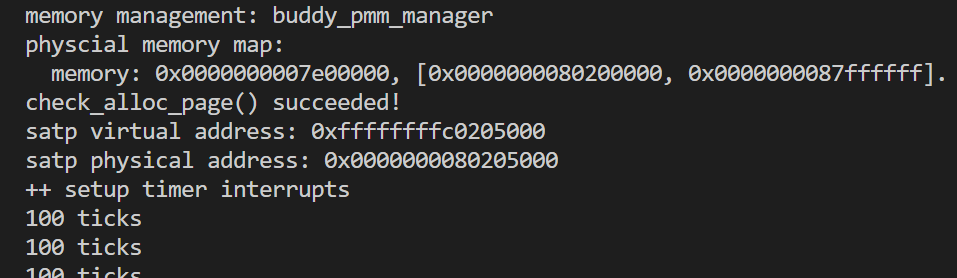 memory management: buddy_pmm_manager
physcial memory map:
  memory: 0x0000000007e00000, [0x0000000080200000, 0x0000000087ffffff].
check_alloc_page() succeeded!
satp virtual address: 0xffffffffc0205000
satp physical address: 0x0000000080205000
++ setup timer interrupts
100 ticks
100 ticks
100 ticks